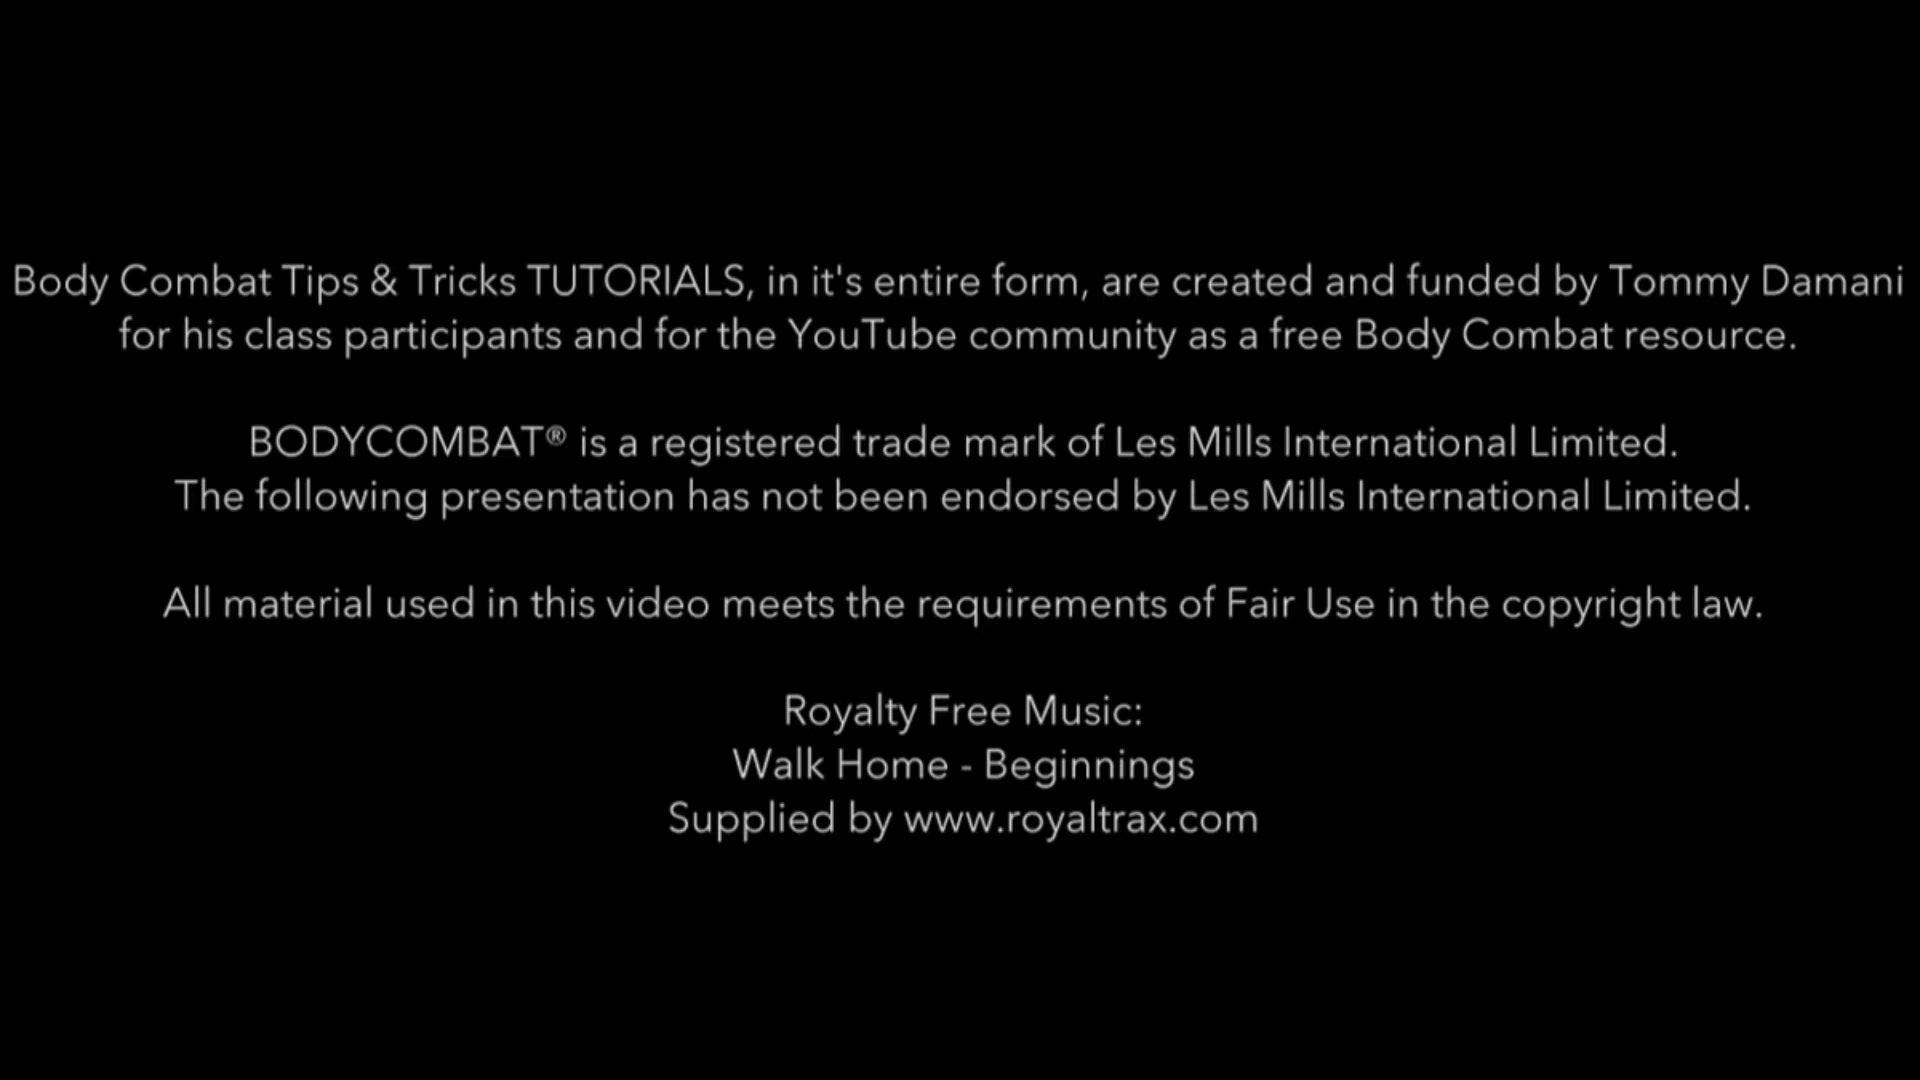 Body Combat Tips & Tricks TUTORIALS, in it's entire form, are created and funded by Tommy Damani
for his class participants and for the YouTube community as a free Body Combat resource.
BODYCOMBAT® is a registered trade mark of Les Mills International Limited.
The following presentation has not been endorsed by Les Mills International Limited.
All material used in this video meets the requirements of Fair Use in the copyright law.
Royalty Free Music:
Walk Home - Beginnings
Supplied by www.royaltrax.com